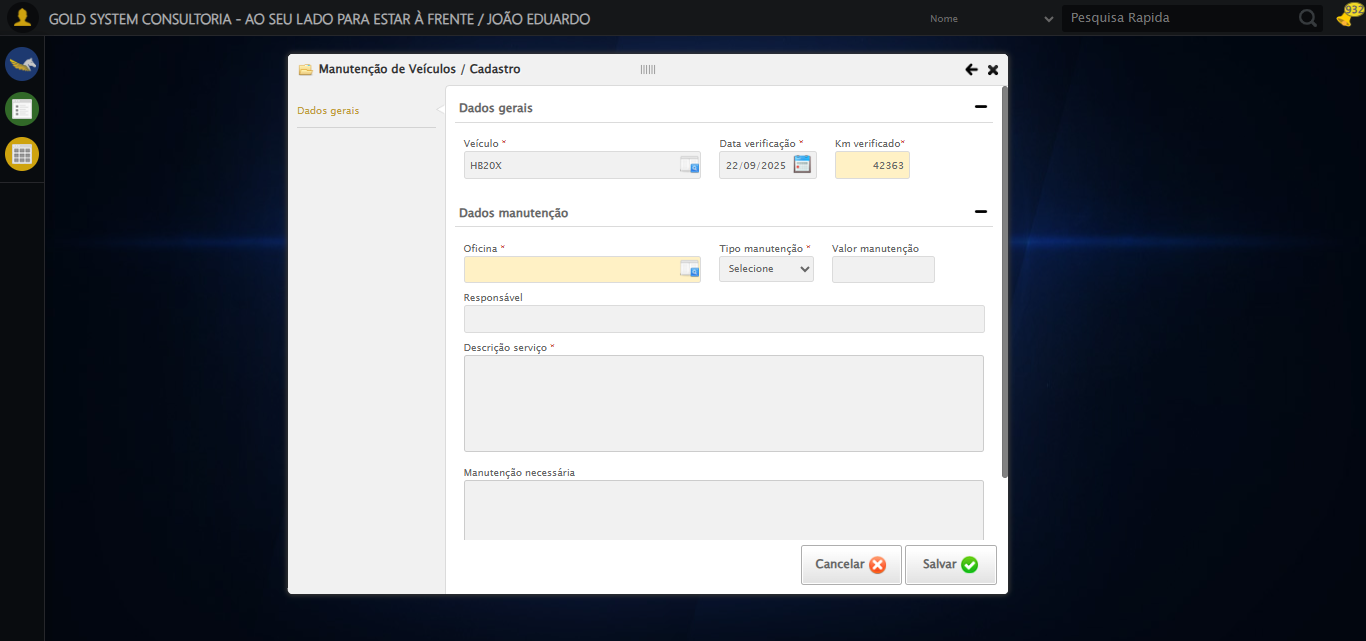 GOLD SYSTEM CONSULTORIA - AO SEU LADO PARA ESTAR À FRENTE / JOÃO EDUARDO
Nome
Pesquisa Rapida
932
Manutenção de Veículos / Cadastro
Dados gerais
Dados gerais
Veículo * Data verificação * Km verificado*
HB20X 22/09/2025 42363
Dados manutenção
Oficina * Tipo manutenção * Valor manutenção
Selecione
Responsável
Descrição serviço *
Manutenção necessária
Cancelar Salvar